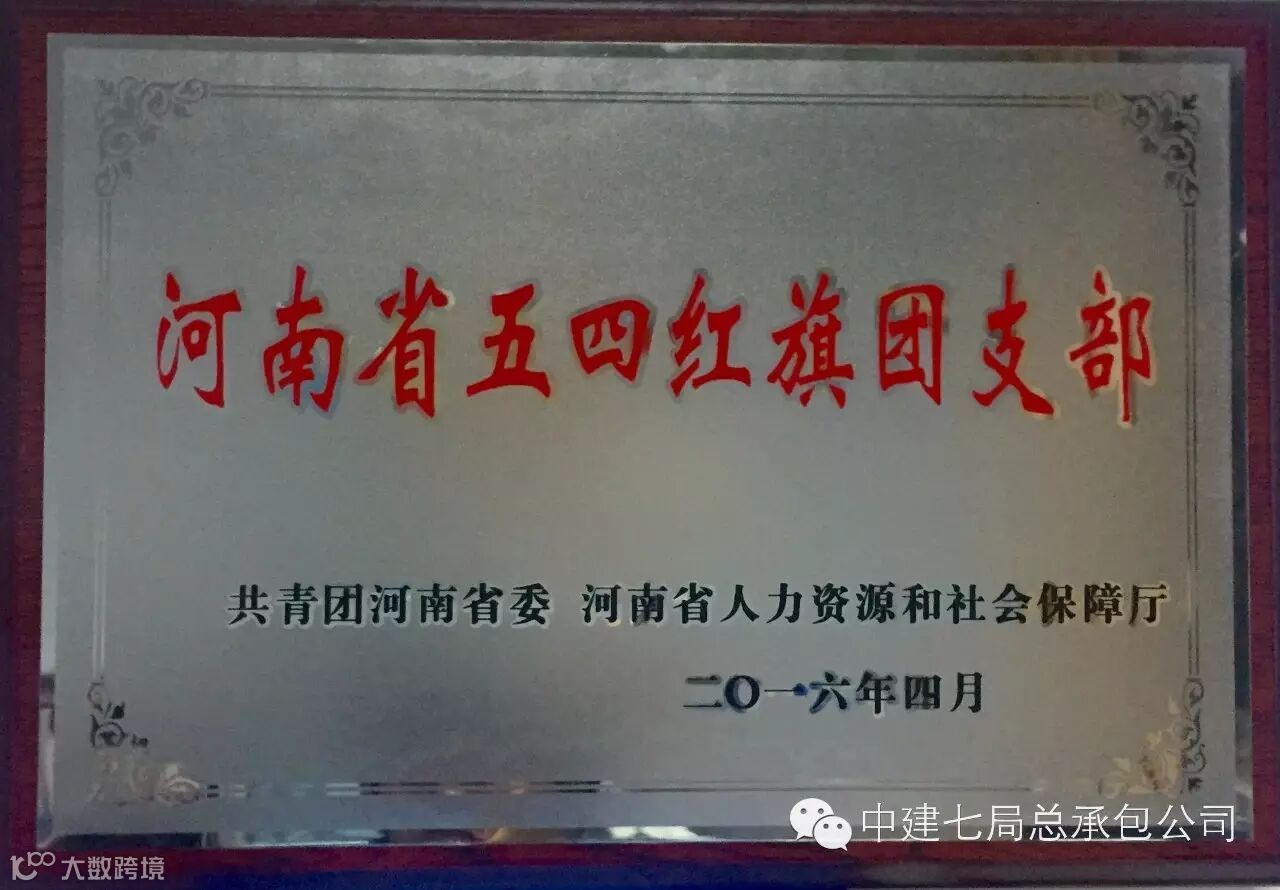 河南省五四红旗团支部
共青团河南省委 河南省人力资源和社会保障厅
二〇一六年四月
中建七局总承包公司
大数跨境